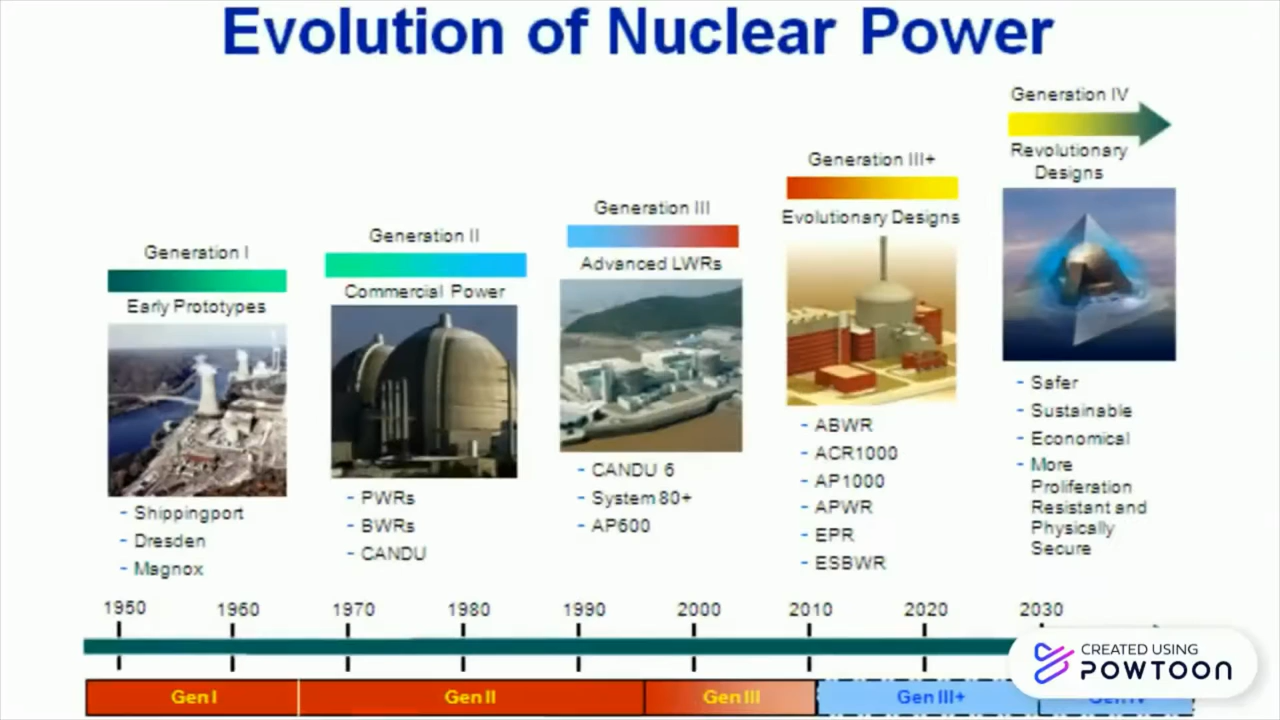 Evolution of Nuclear Power
Generation I
Early Prototypes
- Shippingport
- Dresden
- Magnox
Generation II
Commercial Power
- PWRs
- BWRs
- CANDU
Generation III
Advanced LWRs
- CANDU 6
- System 80+
- AP600
Generation III+
Evolutionary Designs
- ABWR
- ACR1000
- AP1000
- APWR
- EPR
- ESBWR
Generation IV
Revolutionary
Designs
- Safer
- Sustainable
- Economical
- More
Proliferation
Resistant and
Physically
Secure
1950 1960 1970 1980 1990 2000 2010 2020 2030
Gen I Gen II Gen III Gen III+ Gen IV
CREATED USING
POWTOON